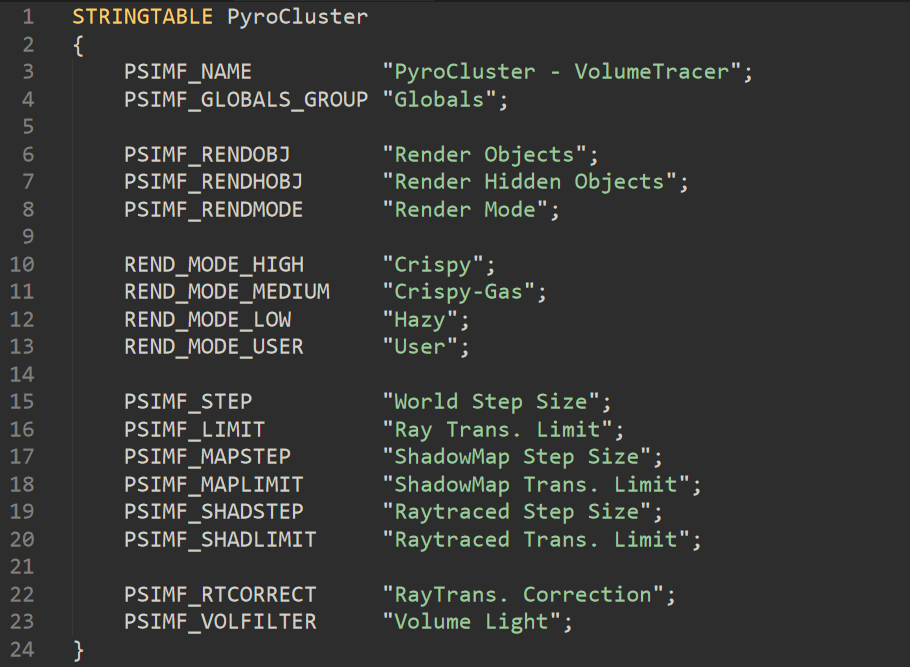 1 STRINGTABLE PyroCluster
2 {
3 PSIMF_NAME "PyroCluster - VolumeTracer";
4 PSIMF_GLOBALS_GROUP "Globals";
5
6 PSIMF_RENDOBJ "Render Objects";
7 PSIMF_RENDHOBJ "Render Hidden Objects";
8 PSIMF_RENDMODE "Render Mode";
9
10 REND_MODE_HIGH "Crispy";
11 REND_MODE_MEDIUM "Crispy-Gas";
12 REND_MODE_LOW "Hazy";
13 REND_MODE_USER "User";
14
15 PSIMF_STEP "World Step Size";
16 PSIMF_LIMIT "Ray Trans. Limit";
17 PSIMF_MAPSTEP "ShadowMap Step Size";
18 PSIMF_MAPLIMIT "ShadowMap Trans. Limit";
19 PSIMF_SHADSTEP "Raytraced Step Size";
20 PSIMF_SHADLIMIT "Raytraced Trans. Limit";
21
22 PSIMF_RTCORRECT "RayTrans. Correction";
23 PSIMF_VOLFILTER "Volume Light";
24 }